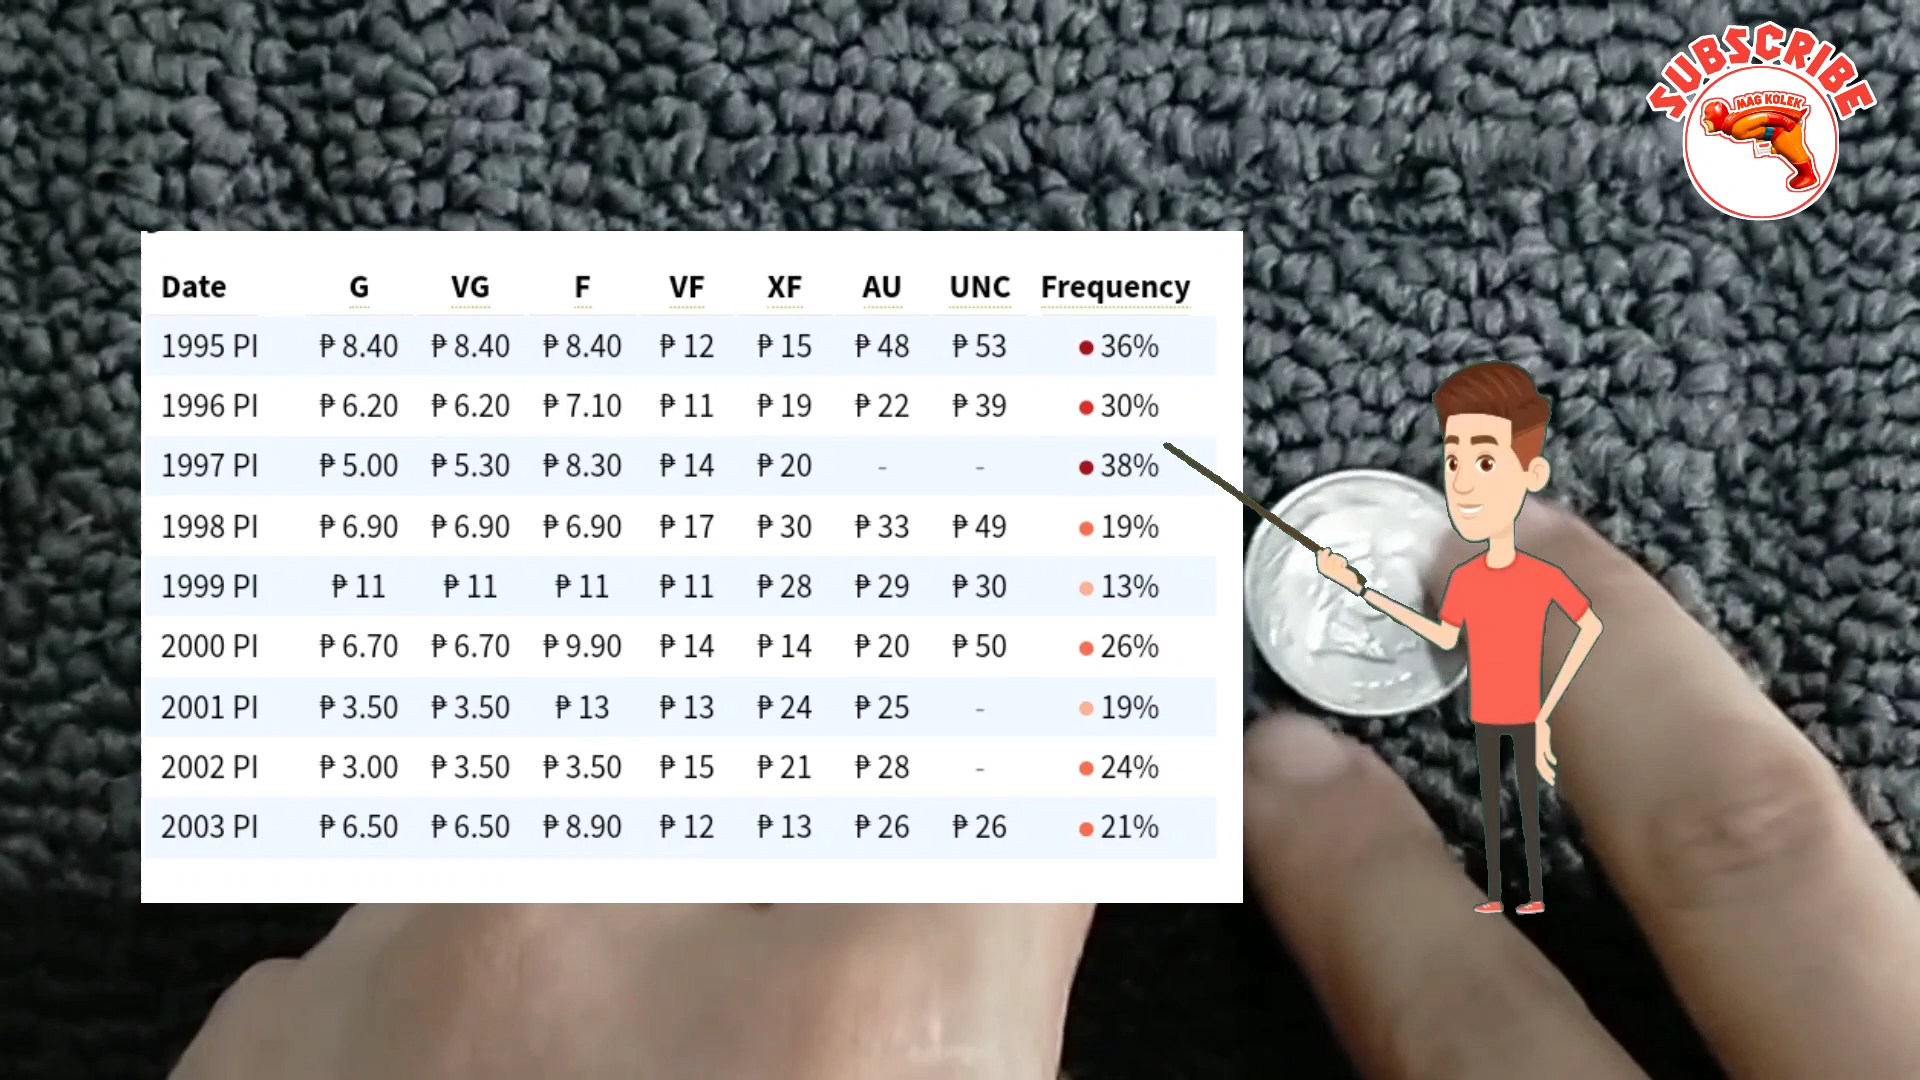 SUBSCRIBE
MAG KOLEK
Date G VG F VF XF AU UNC Frequency
1995 PI ₱ 8.40 ₱ 8.40 ₱ 8.40 ₱ 12 ₱ 15 ₱ 48 ₱ 53 36%
1996 PI ₱ 6.20 ₱ 6.20 ₱ 7.10 ₱ 11 ₱ 19 ₱ 22 ₱ 39 30%
1997 PI ₱ 5.00 ₱ 5.30 ₱ 8.30 ₱ 14 ₱ 20 - - 38%
1998 PI ₱ 6.90 ₱ 6.90 ₱ 6.90 ₱ 17 ₱ 30 ₱ 33 ₱ 49 19%
1999 PI ₱ 11 ₱ 11 ₱ 11 ₱ 11 ₱ 28 ₱ 29 ₱ 30 13%
2000 PI ₱ 6.70 ₱ 6.70 ₱ 9.90 ₱ 14 ₱ 14 ₱ 20 ₱ 50 26%
2001 PI ₱ 3.50 ₱ 3.50 ₱ 13 ₱ 13 ₱ 24 ₱ 25 - 19%
2002 PI ₱ 3.00 ₱ 3.50 ₱ 3.50 ₱ 15 ₱ 21 ₱ 28 - 24%
2003 PI ₱ 6.50 ₱ 6.50 ₱ 8.90 ₱ 12 ₱ 13 ₱ 26 ₱ 26 21%